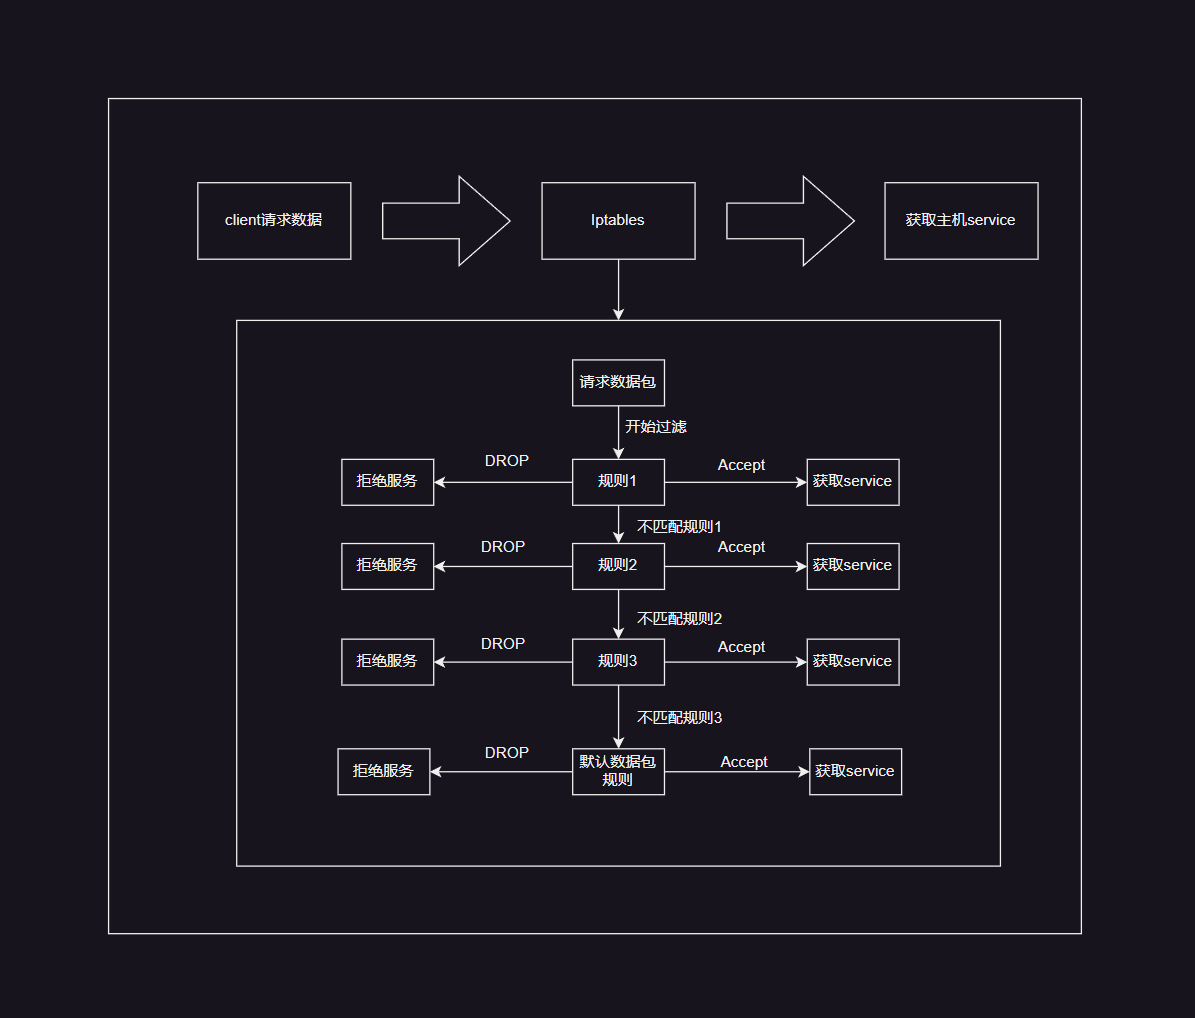 client请求数据
Iptables
获取主机service
请求数据包
开始过滤
DROP
Accept
拒绝服务
规则1
获取service
不匹配规则1
DROP
Accept
拒绝服务
规则2
获取service
不匹配规则2
DROP
Accept
拒绝服务
规则3
获取service
不匹配规则3
DROP
Accept
拒绝服务
默认数据包
规则
获取service